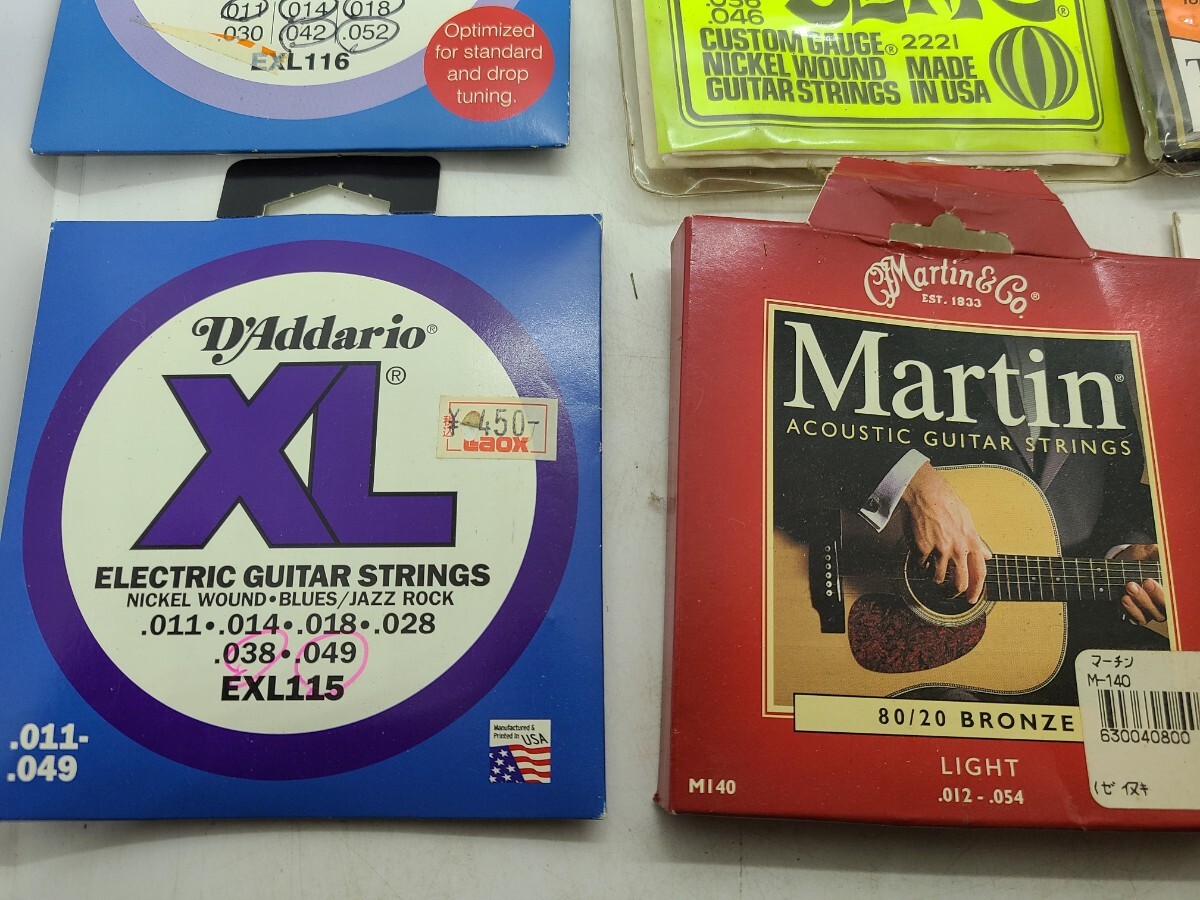 .011 .014 .018
.030 .042 .052
EXL116
Optimized
for standard
and drop
tuning.
.046
CUSTOM GAUGE® 2221
NICKEL WOUND MADE
GUITAR STRINGS IN USA
D'Addario®
XL®
¥ 450-
税込
Laox
ELECTRIC GUITAR STRINGS
NICKEL WOUND•BLUES/JAZZ ROCK
.011•.014•.018•.028
.038•.049
EXL115
.011-
.049
Manufactured &
Printed in USA
C.F. Martin & Co.®
EST. 1833
Martin®
ACOUSTIC GUITAR STRINGS
80/20 BRONZE
LIGHT
.012 - .054
M140
マーチン
M-140
630040800